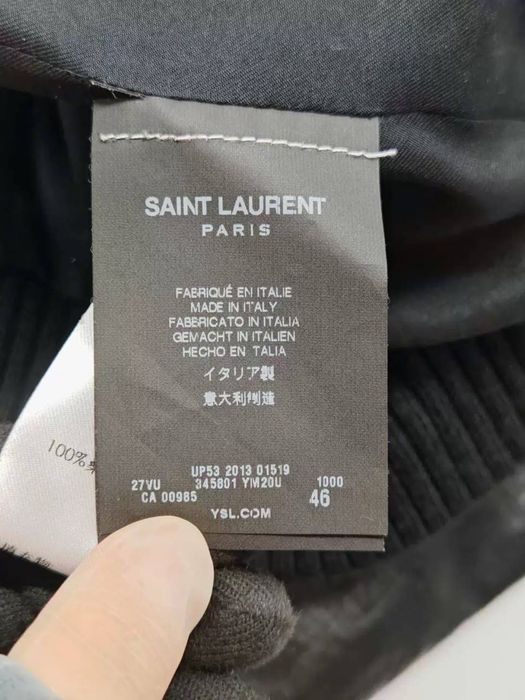 SAINT LAURENT
PARIS
FABRIQUÉ EN ITALIE
MADE IN ITALY
FABBRICATO IN ITALIA
GEMACHT IN ITALIEN
HECHO EN TALIA
イタリア製
意大利制造
UP53 2013 01519
27VU 345801 YM20U 1000
CA 00985 46
YSL.COM
100%